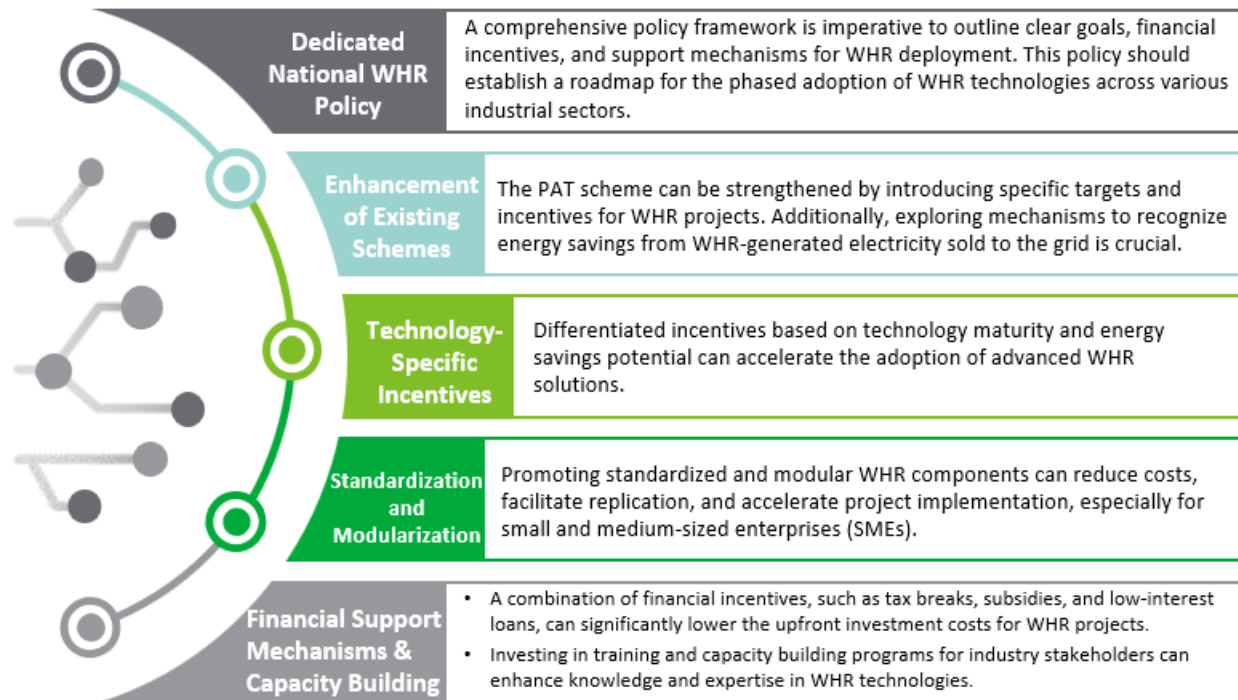 Dedicated
National WHR
Policy
A comprehensive policy framework is imperative to outline clear goals, financial
incentives, and support mechanisms for WHR deployment. This policy should
establish a roadmap for the phased adoption of WHR technologies across various
industrial sectors.
Enhancement
of Existing
Schemes
The PAT scheme can be strengthened by introducing specific targets and
incentives for WHR projects. Additionally, exploring mechanisms to recognize
energy savings from WHR-generated electricity sold to the grid is crucial.
Technology-
Specific
Incentives
Differentiated incentives based on technology maturity and energy
savings potential can accelerate the adoption of advanced WHR
solutions.
Standardization
and
Modularization
Promoting standardized and modular WHR components can reduce costs,
facilitate replication, and accelerate project implementation, especially for
small and medium-sized enterprises (SMEs).
Financial Support
Mechanisms &
Capacity Building
• A combination of financial incentives, such as tax breaks, subsidies, and low-interest
loans, can significantly lower the upfront investment costs for WHR projects.
• Investing in training and capacity building programs for industry stakeholders can
enhance knowledge and expertise in WHR technologies.